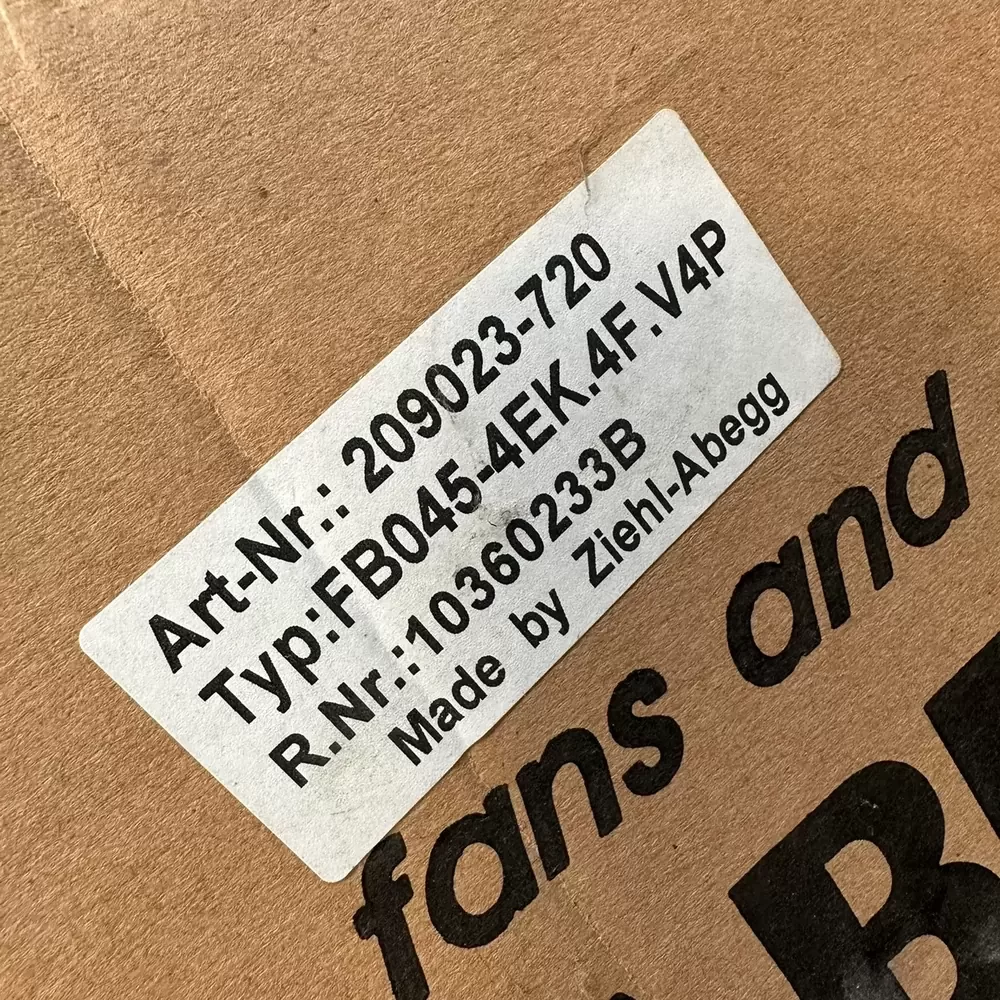 Art-Nr.: 209023-720
Typ:FB045-4EK.4F.V4P
R.Nr.:10360233B
Made by Ziehl-Abegg
fans and